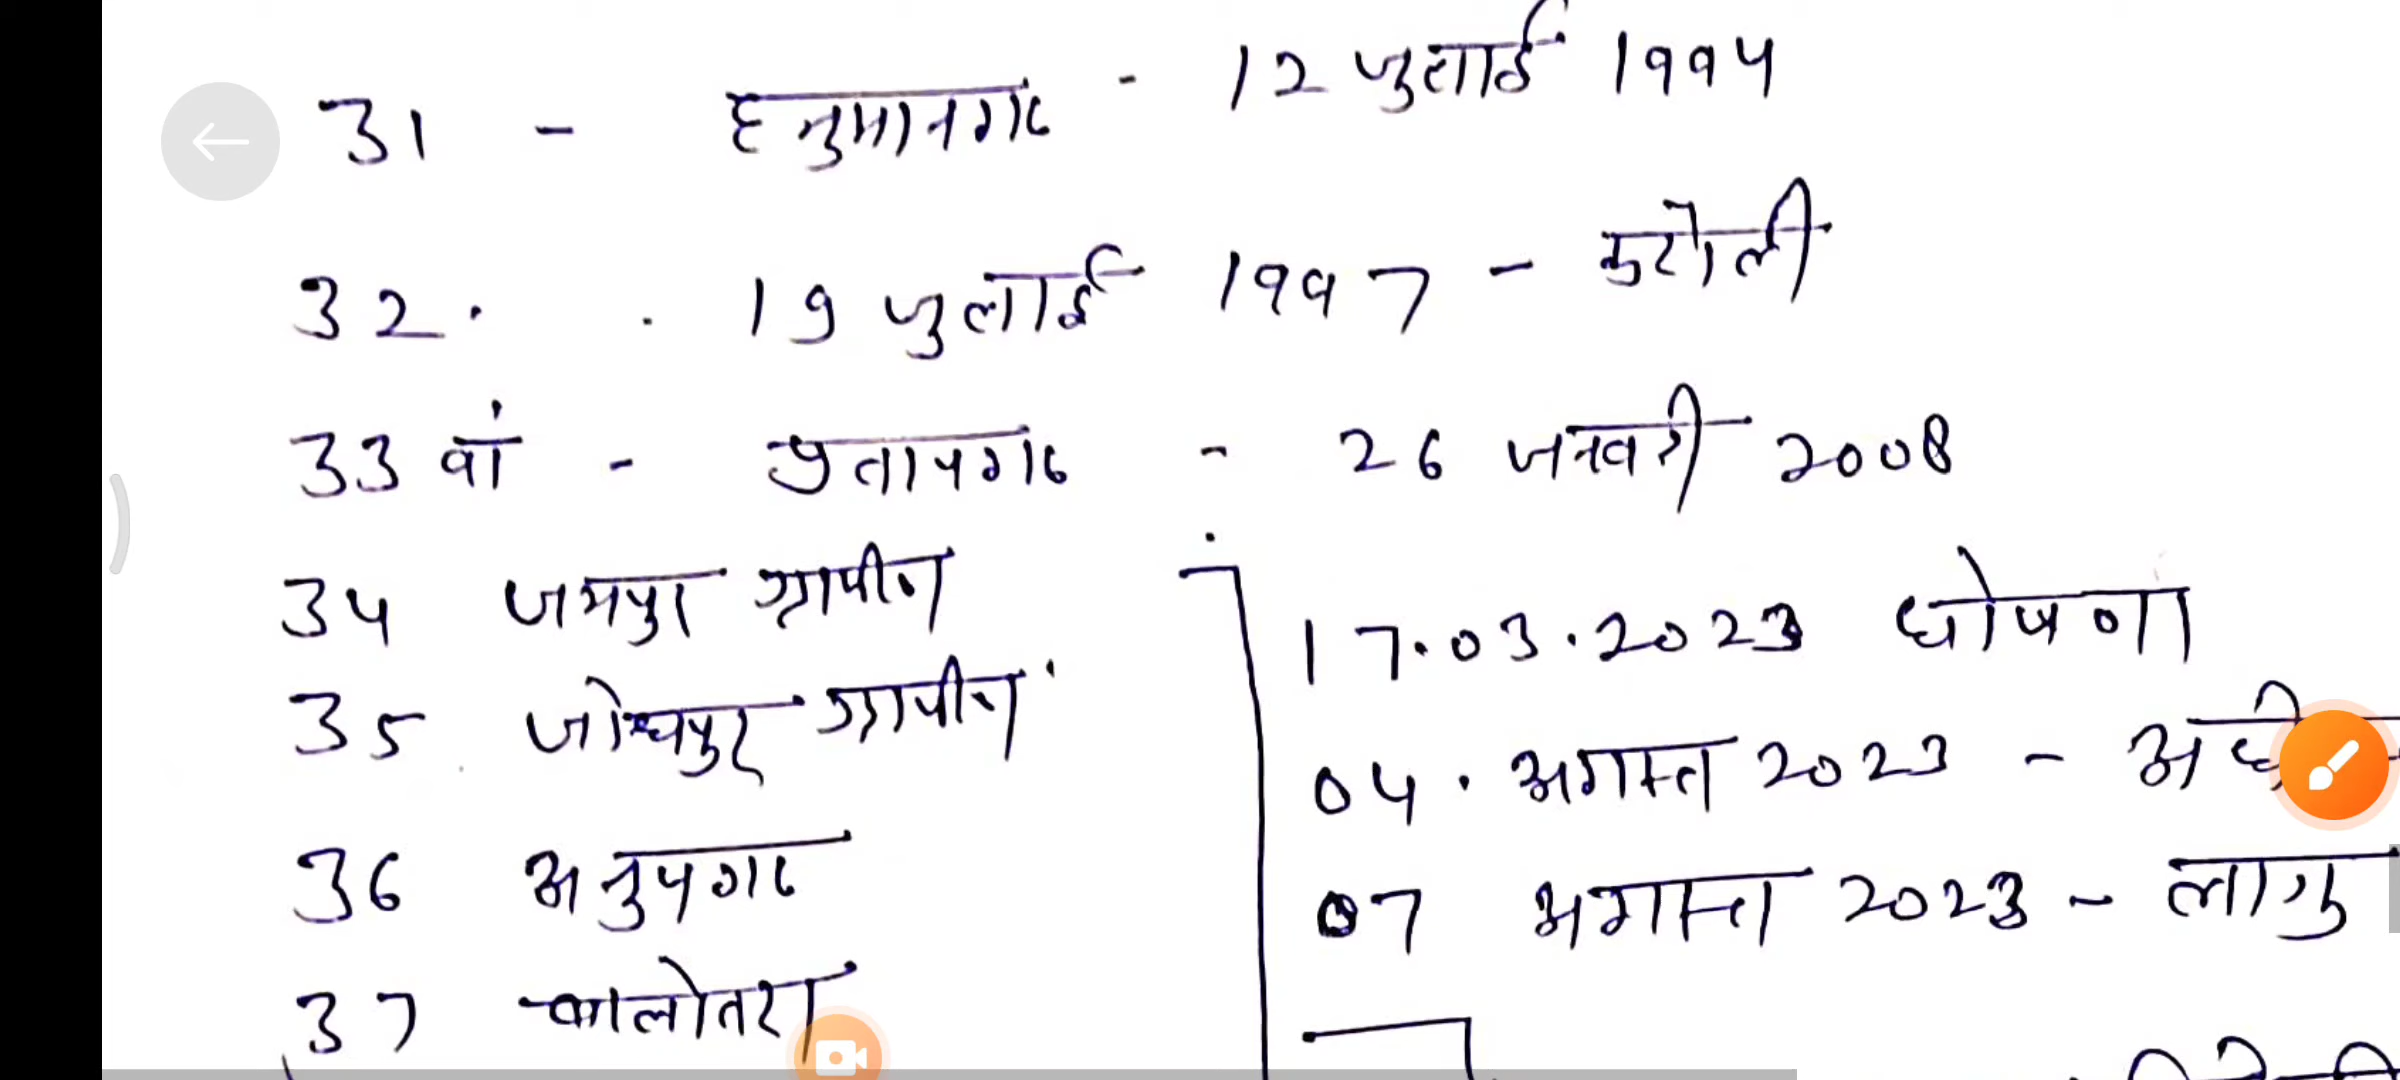 31 - हनुमानगढ - 12 जुलाई 1994
32. . 19 जुलाई 1997 - करोली
33 वां - प्रतापगढ - 26 जनवरी 2008
34 जयपुर ग्रामीण
35 जोधपुर ग्रामीण
36 अनुपगढ
37 बालोतरा
17.03.2023 घोषणा
04. अगस्त 2023 -
07 अगस्त 2023 - लागु